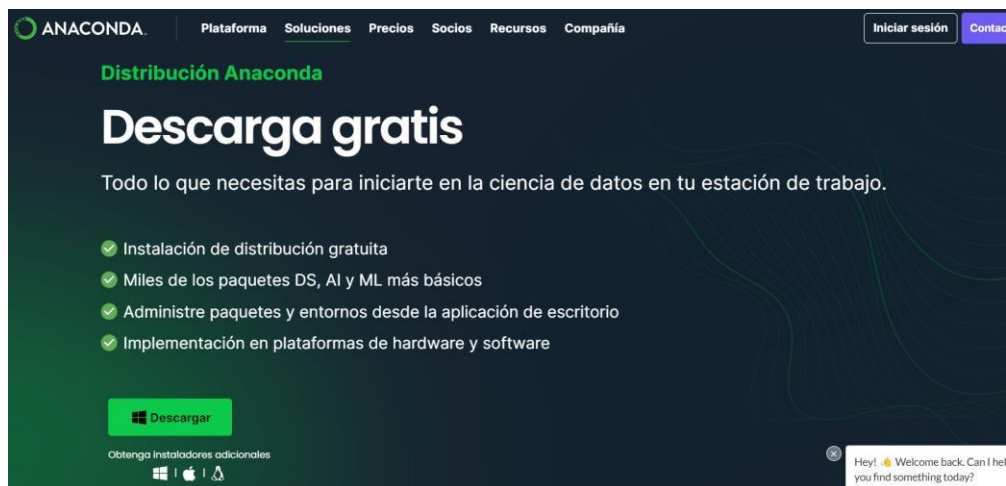 ANACONDA.
Plataforma Soluciones Precios Socios Recursos Compañía
Iniciar sesión
Distribución Anaconda
Descarga gratis
Todo lo que necesitas para iniciarte en la ciencia de datos en tu estación de trabajo.
Instalación de distribución gratuita
Miles de los paquetes DS, AI y ML más básicos
Administre paquetes y entornos desde la aplicación de escritorio
Implementación en plataformas de hardware y software
Descargar
Obtenga instaladores adicionales
Hey! 👋 Welcome back. Can I
you find something today?